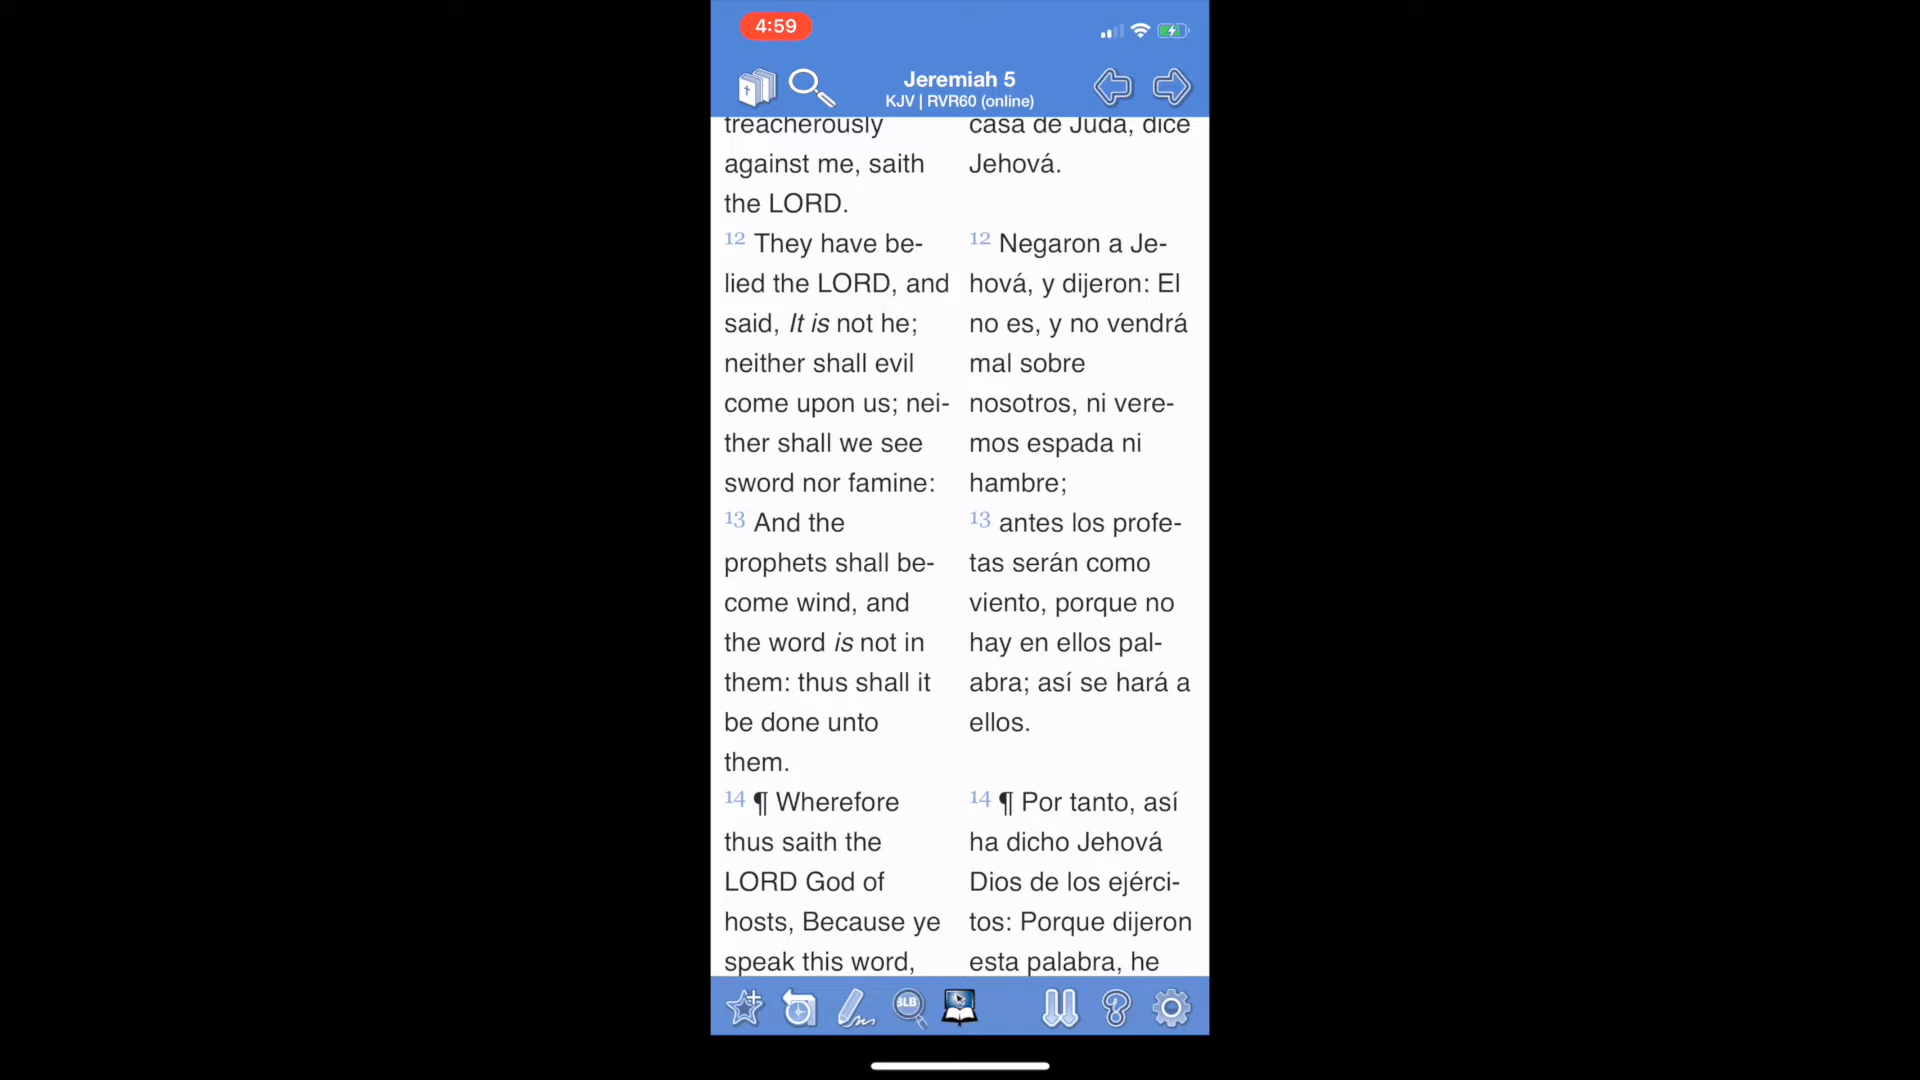 4:59
Jeremiah 5
KJV | RVR60 (online)
treacherously
against me, saith
the LORD.
12 They have be-
lied the LORD, and
said, It is not he;
neither shall evil
come upon us; nei-
ther shall we see
sword nor famine:
13 And the
prophets shall be-
come wind, and
the word is not in
them: thus shall it
be done unto
them.
14 ¶ Wherefore
thus saith the
LORD God of
hosts, Because ye
speak this word,
casa de Judá, dice
Jehová.
12 Negaron a Je-
hová, y dijeron: El
no es, y no vendrá
mal sobre
nosotros, ni vere-
mos espada ni
hambre;
13 antes los profe-
tas serán como
viento, porque no
hay en ellos pal-
abra; así se hará a
ellos.
14 ¶ Por tanto, así
ha dicho Jehová
Dios de los ejérci-
tos: Porque dijeron
esta palabra, he
BLB